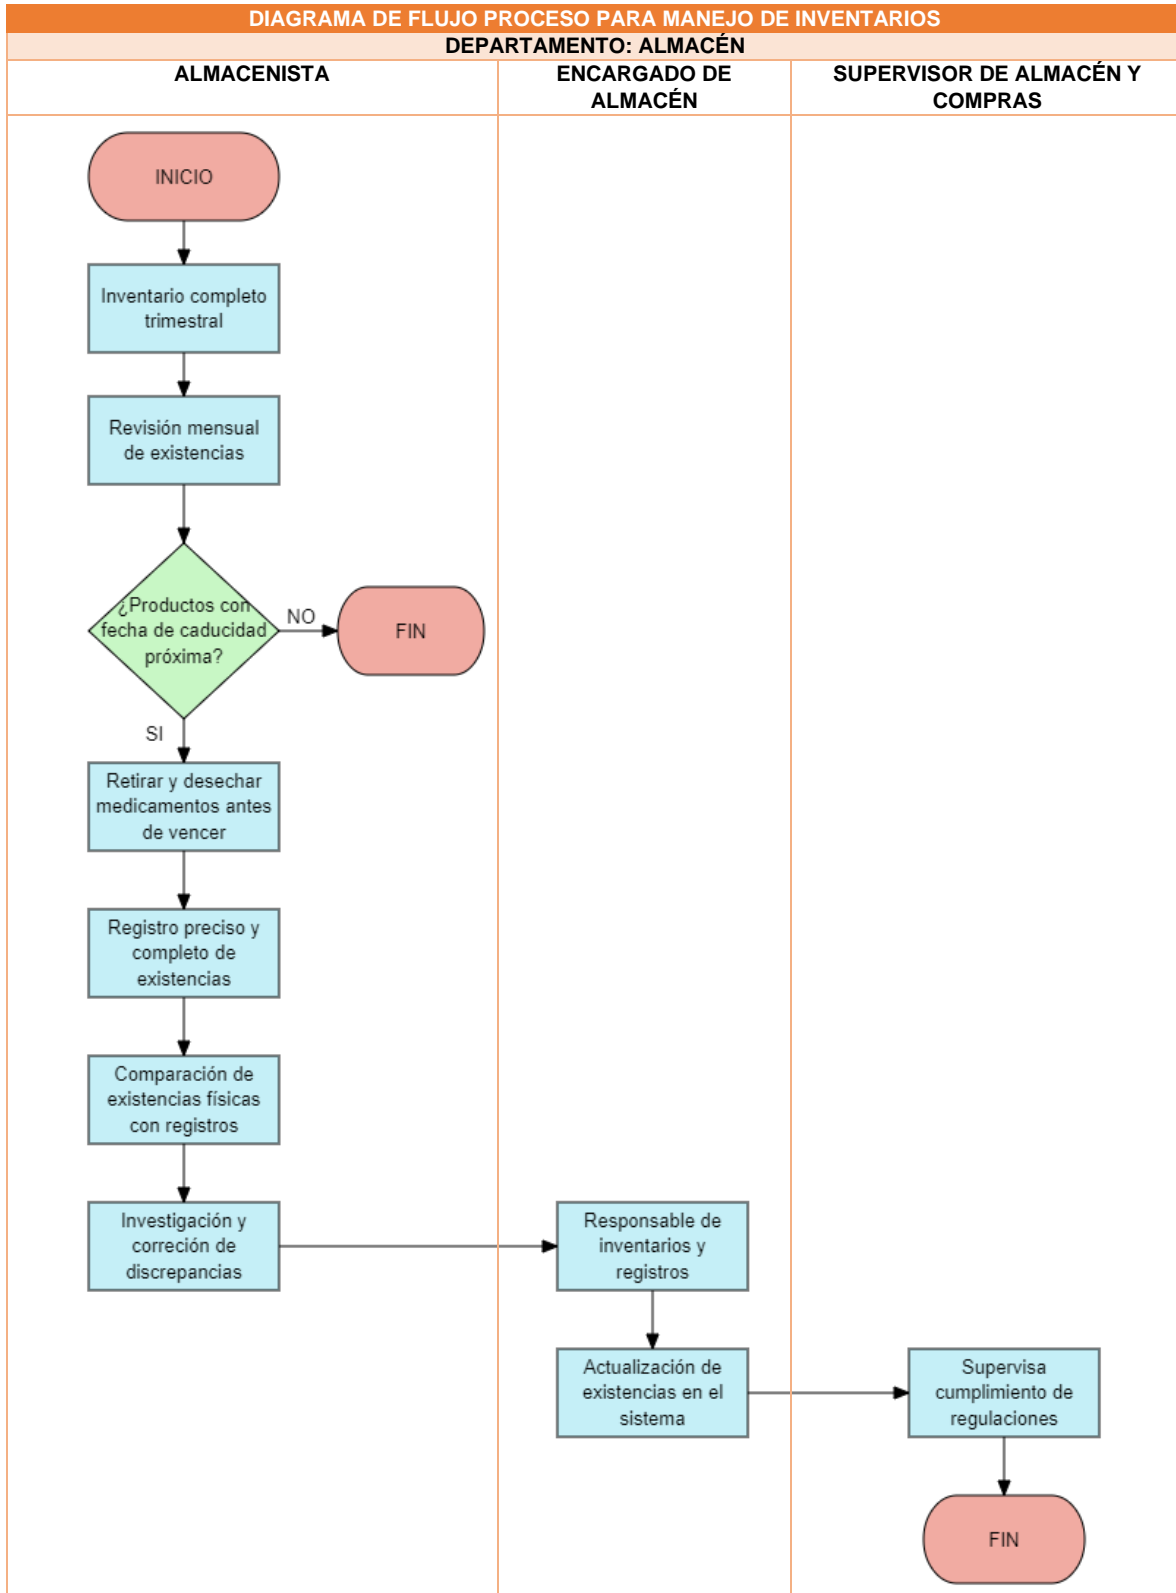 DIAGRAMA DE FLUJO PROCESO PARA MANEJO DE INVENTARIOS
DEPARTAMENTO: ALMACÉN
ALMACENISTA
ENCARGADO DE
ALMACÉN
SUPERVISOR DE ALMACÉN Y
COMPRAS
INICIO
Inventario completo
trimestral
Revisión mensual
de existencias
¿Productos con
fecha de caducidad
próxima?
NO
FIN
SI
Retirar y desechar
medicamentos antes
de vencer
Registro preciso y
completo de
existencias
Comparación de
existencias físicas
con registros
Investigación y
correción de
discrepancias
Responsable de
inventarios y
registros
Actualización de
existencias en el
sistema
Supervisa
cumplimiento de
regulaciones
FIN